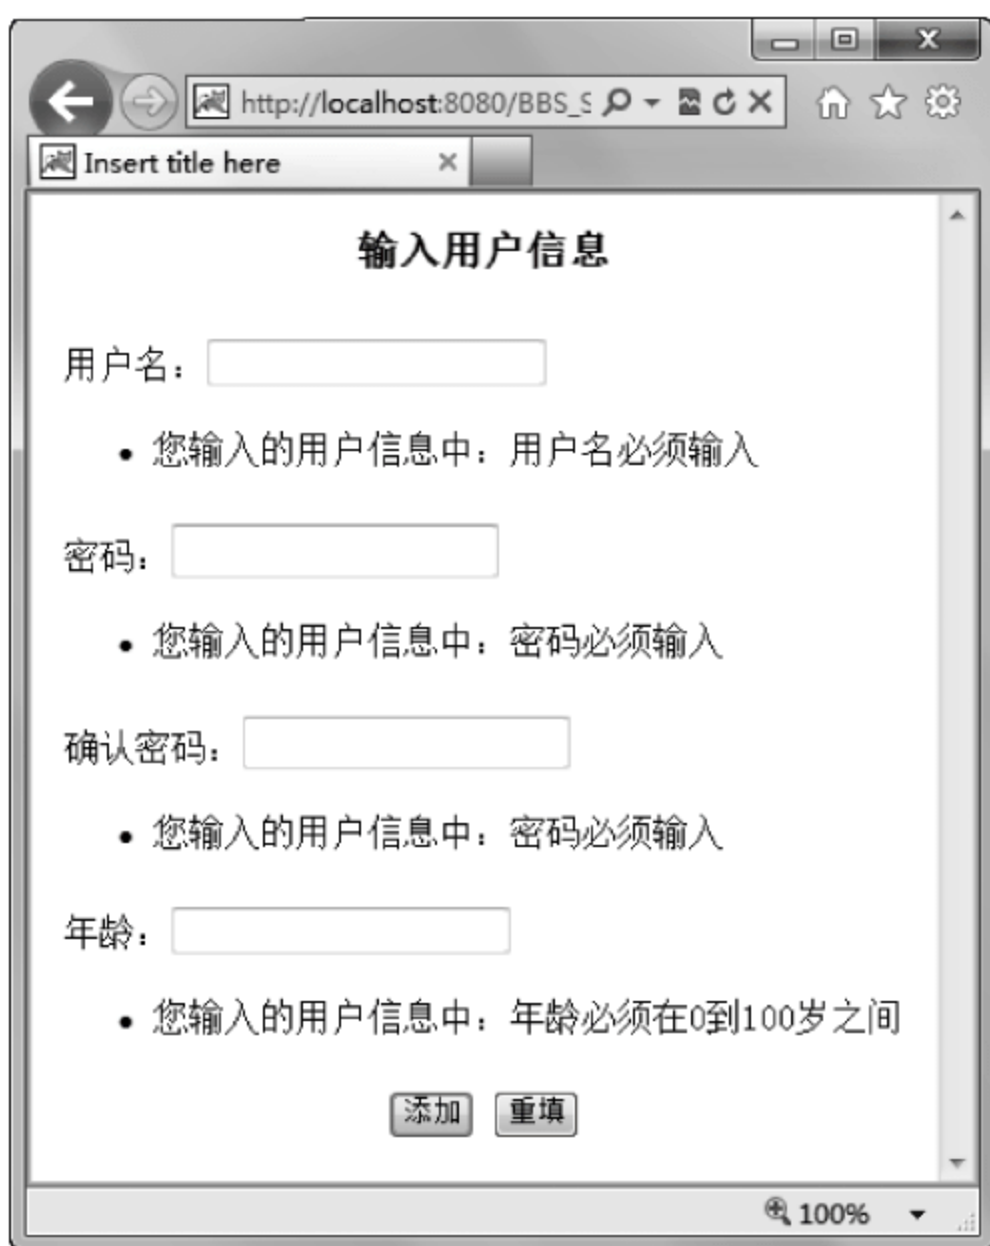 http://localhost:8080/BBS_S
Insert title here
输入用户信息
用户名：
• 您输入的用户信息中：用户名必须输入
密码：
• 您输入的用户信息中：密码必须输入
确认密码：
• 您输入的用户信息中：密码必须输入
年龄：
• 您输入的用户信息中：年龄必须在0到100岁之间
添加 重填
100%